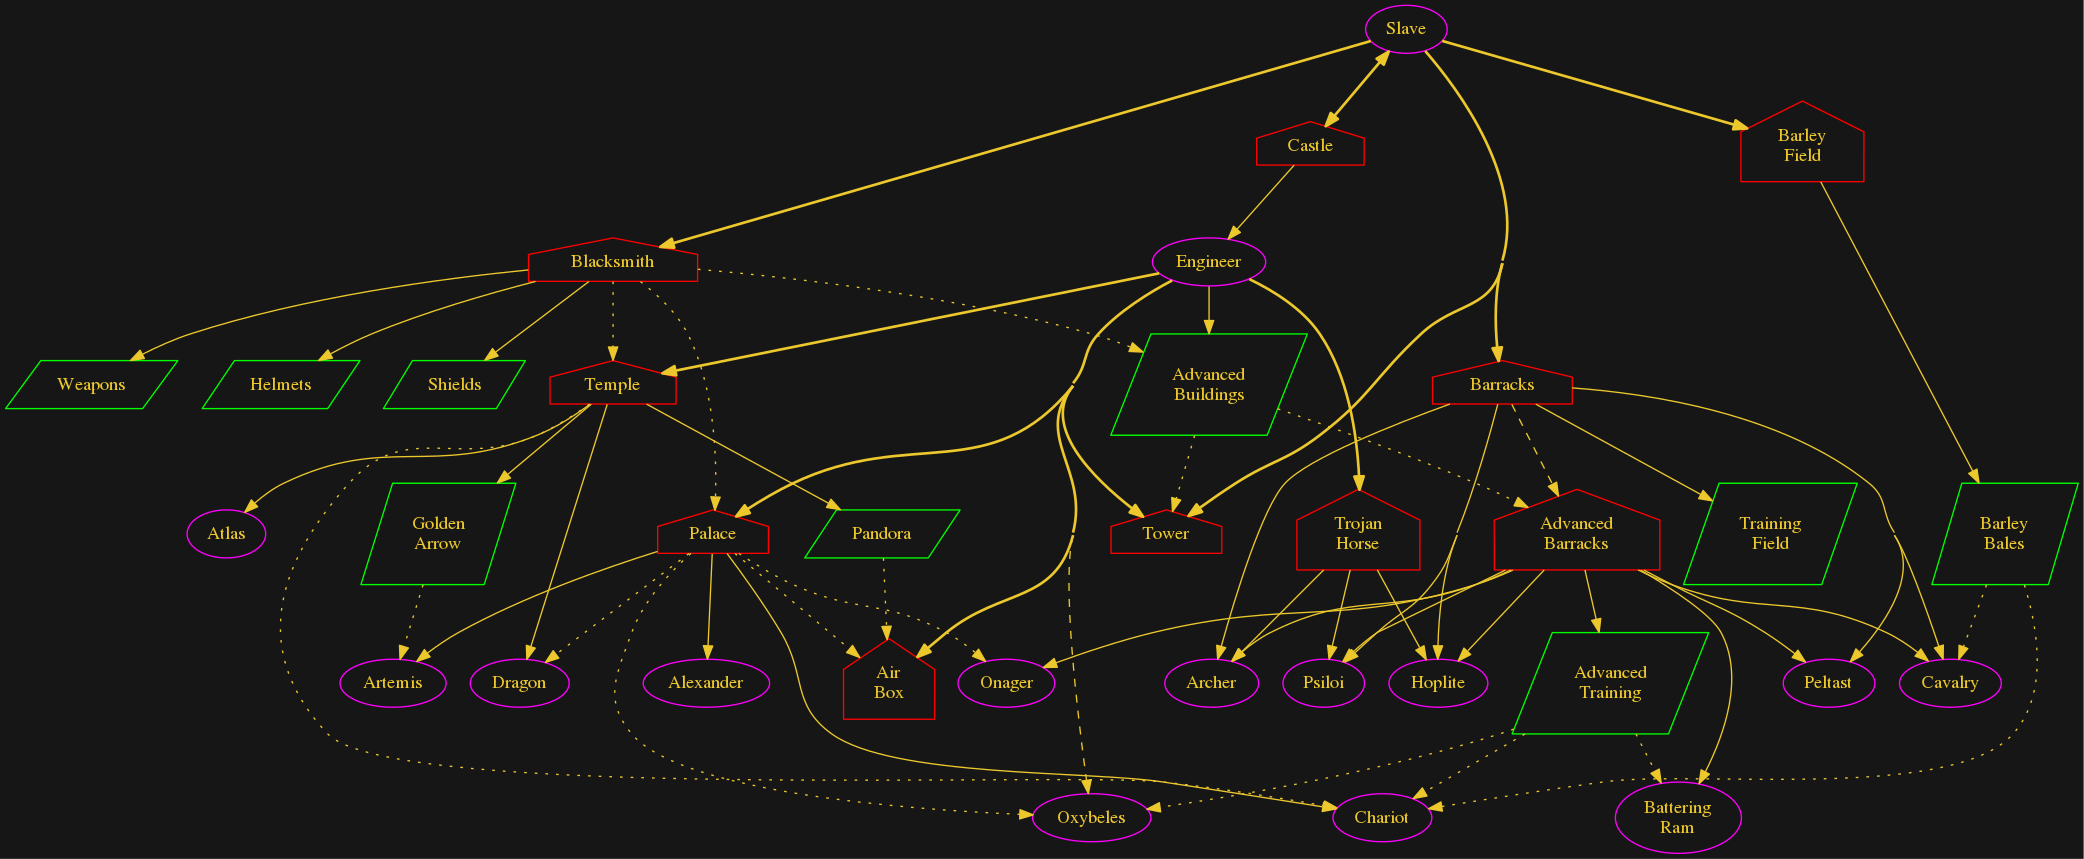 Slave
Castle
Barley
Field
Blacksmith
Engineer
Weapons
Helmets
Shields
Temple
Advanced
Buildings
Barracks
Atlas
Golden
Arrow
Palace
Pandora
Tower
Trojan
Horse
Advanced
Barracks
Training
Field
Barley
Bales
Artemis
Dragon
Alexander
Air
Box
Onager
Archer
Psiloi
Hoplite
Advanced
Training
Peltast
Cavalry
Oxybeles
Chariot
Battering
Ram